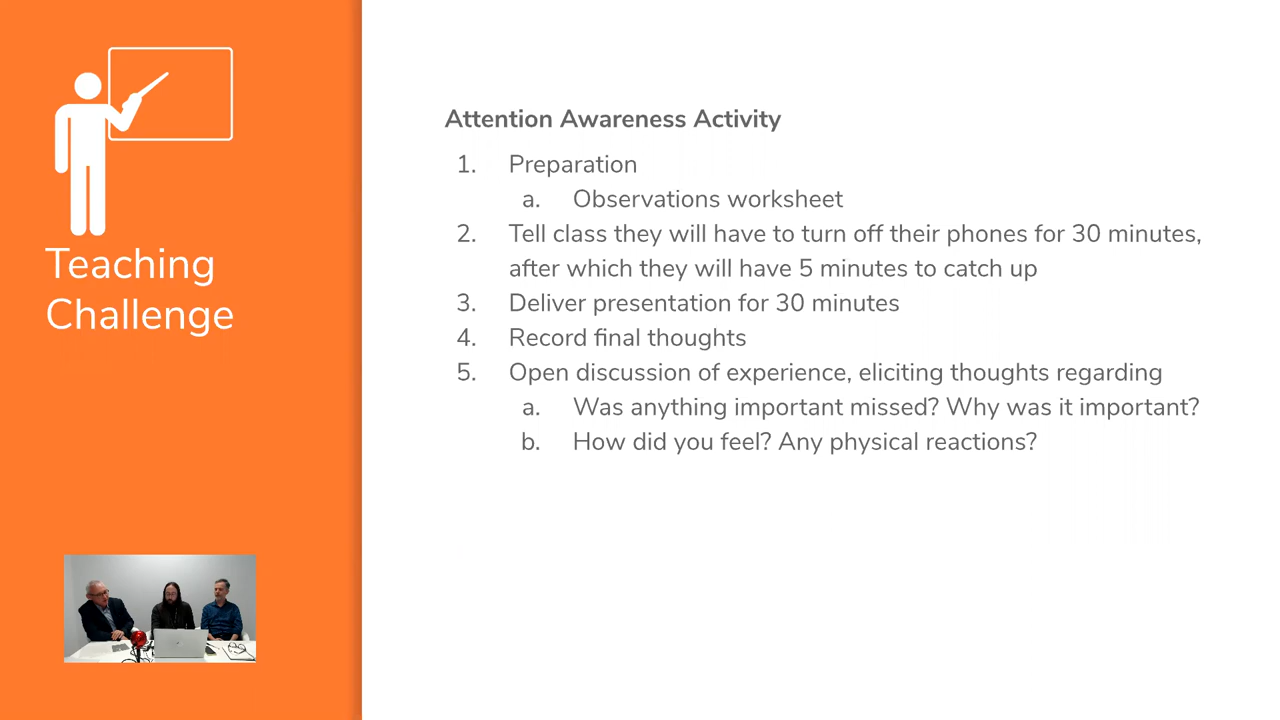 Teaching
Challenge
Attention Awareness Activity
1. Preparation
a. Observations worksheet
2. Tell class they will have to turn off their phones for 30 minutes,
after which they will have 5 minutes to catch up
3. Deliver presentation for 30 minutes
4. Record final thoughts
5. Open discussion of experience, eliciting thoughts regarding
a. Was anything important missed? Why was it important?
b. How did you feel? Any physical reactions?